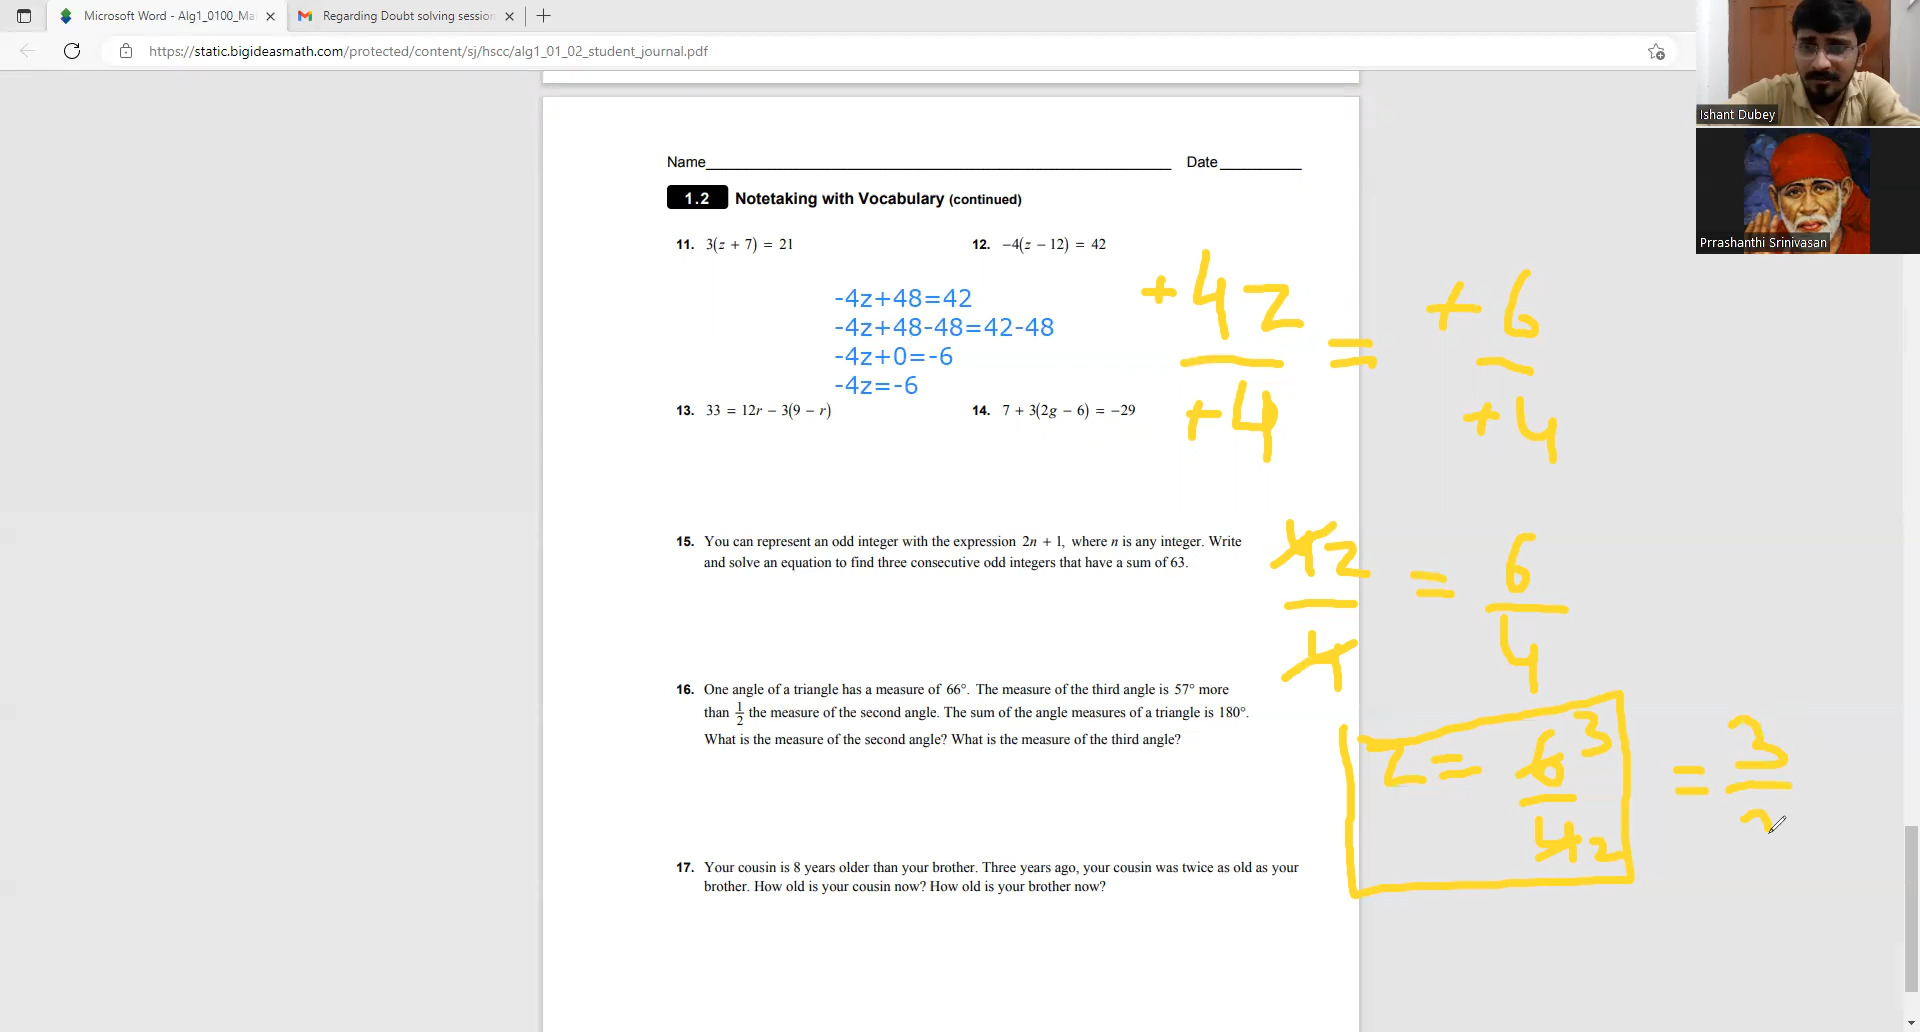 Microsoft Word - Alg1_0100_Ma
Regarding Doubt solving session
https://static.bigideasmath.com/protected/content/sj/hscc/alg1_01_02_student_journal.pdf
Ishant Dubey
Prrashanthi Srinivasan
Name Date
1.2 Notetaking with Vocabulary (continued)
11. 3(z + 7) = 21
12. −4(z − 12) = 42
-4z+48=42
-4z+48-48=42-48
-4z+0=-6
-4z=-6
+4z/+4 = +6/+4
13. 33 = 12r − 3(9 − r)
14. 7 + 3(2g − 6) = −29
15. You can represent an odd integer with the expression 2n + 1, where n is any integer. Write
and solve an equation to find three consecutive odd integers that have a sum of 63.
4z/4 = 6/4
16. One angle of a triangle has a measure of 66°. The measure of the third angle is 57° more
than 1/2 the measure of the second angle. The sum of the angle measures of a triangle is 180°.
What is the measure of the second angle? What is the measure of the third angle?
z = 6 3/4 2 = 3/
17. Your cousin is 8 years older than your brother. Three years ago, your cousin was twice as old as your
brother. How old is your cousin now? How old is your brother now?